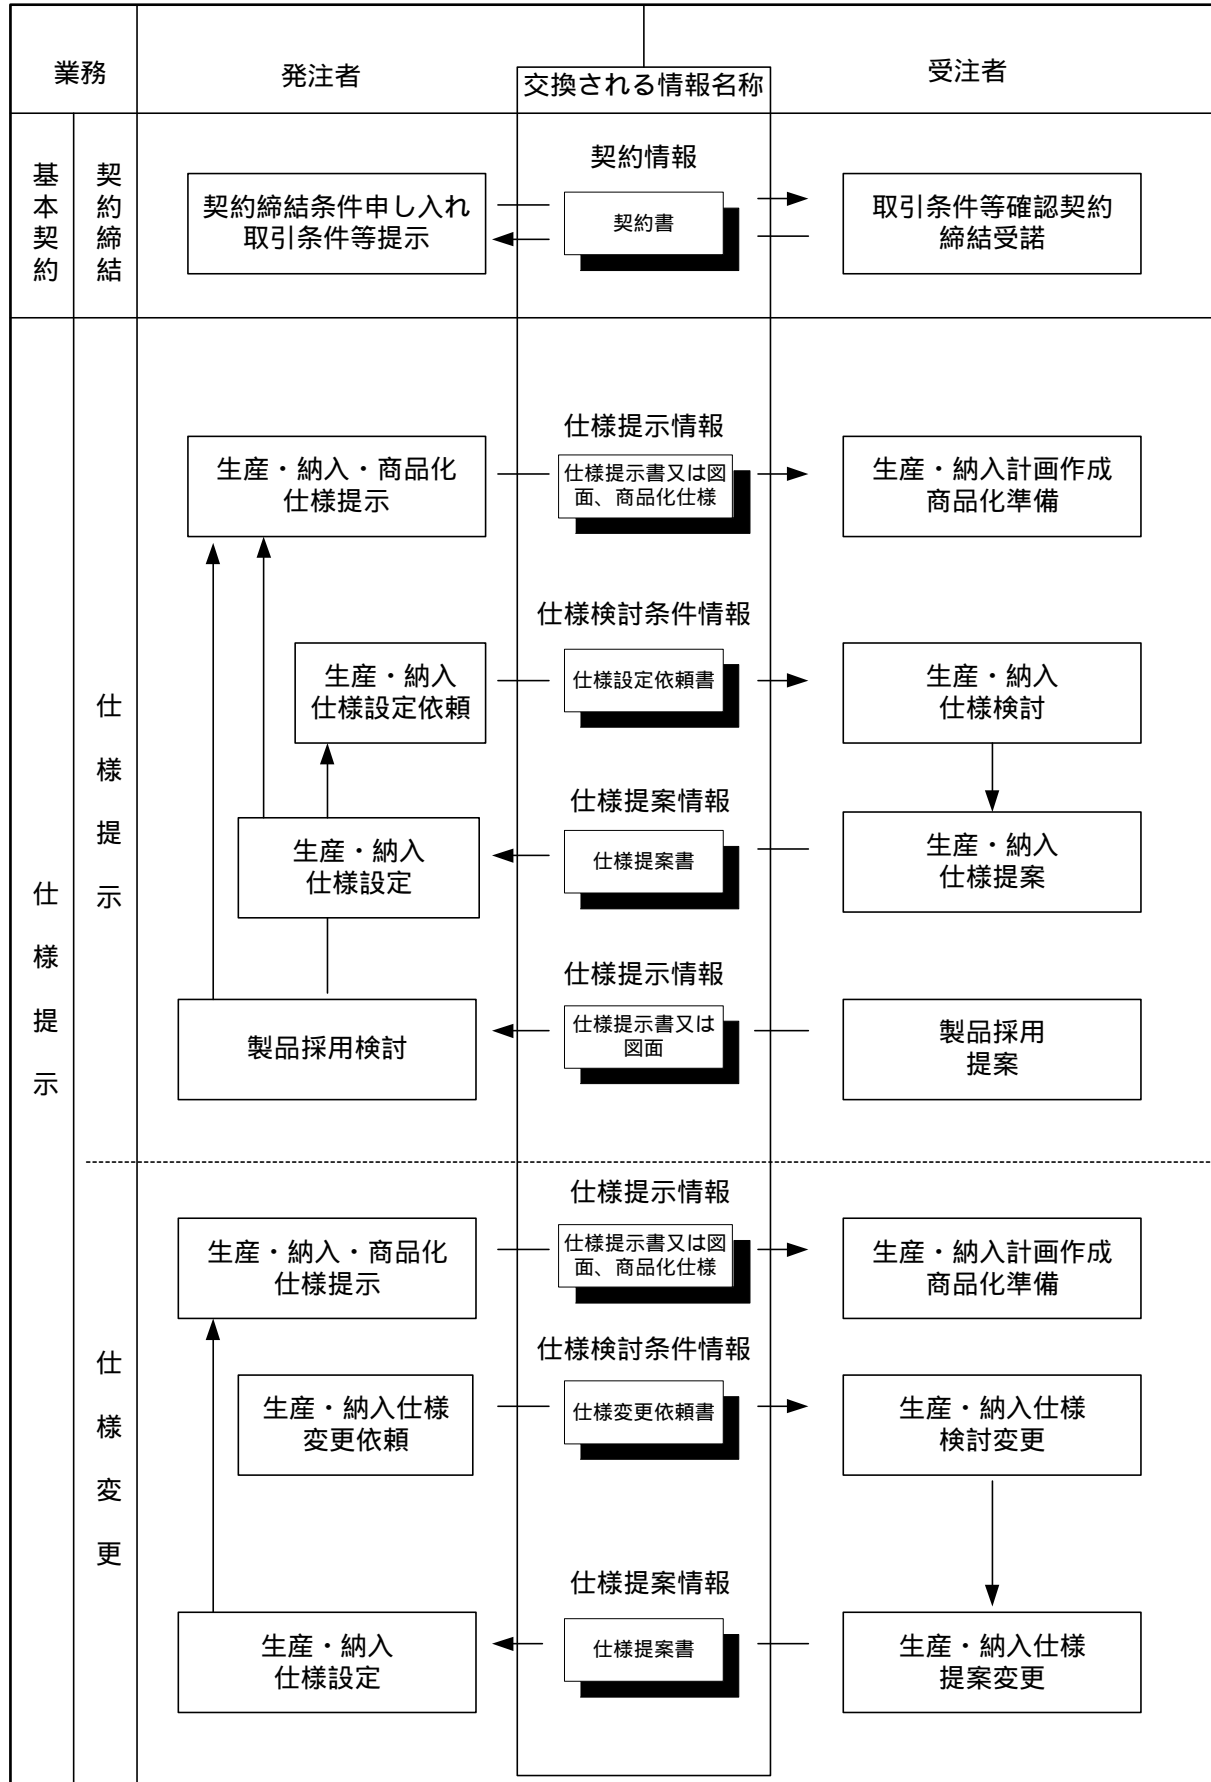 業務
発注者
交換される情報名称
受注者
基本契約
契約締結
契約締結条件申し入れ
取引条件等提示
契約情報
契約書
取引条件等確認契約
締結受諾
仕様提示
仕様提示
生産・納入・商品化
仕様提示
仕様提示情報
仕様提示書又は図
面、商品化仕様
生産・納入計画作成
商品化準備
生産・納入
仕様設定依頼
仕様検討条件情報
仕様設定依頼書
生産・納入
仕様検討
生産・納入
仕様設定
仕様提案情報
仕様提案書
生産・納入
仕様提案
製品採用検討
仕様提示情報
仕様提示書又は
図面
製品採用
提案
仕様変更
生産・納入・商品化
仕様提示
仕様提示情報
仕様提示書又は図
面、商品化仕様
生産・納入計画作成
商品化準備
生産・納入仕様
変更依頼
仕様検討条件情報
仕様変更依頼書
生産・納入仕様
検討変更
生産・納入
仕様設定
仕様提案情報
仕様提案書
生産・納入仕様
提案変更